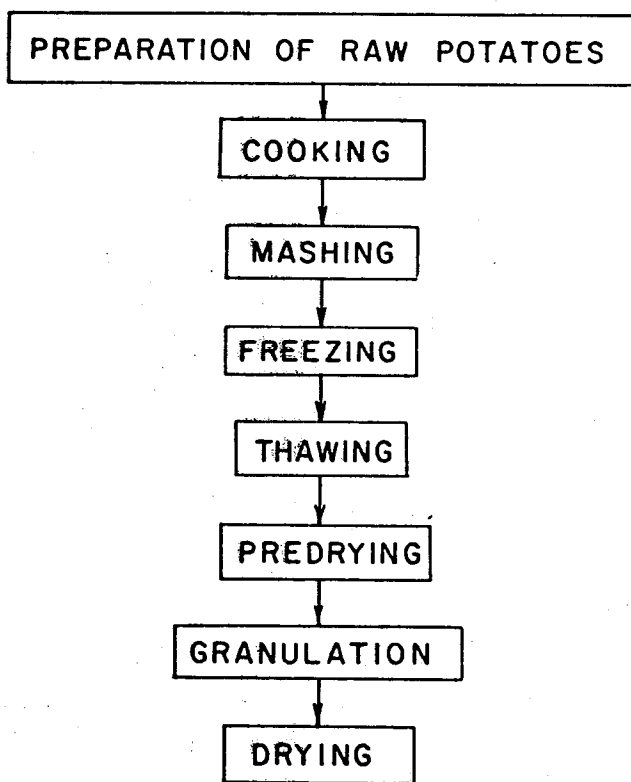 PREPARATION OF RAW POTATOES
COOKING
MASHING
FREEZING
THAWING
PREDRYING
GRANULATION
DRYING